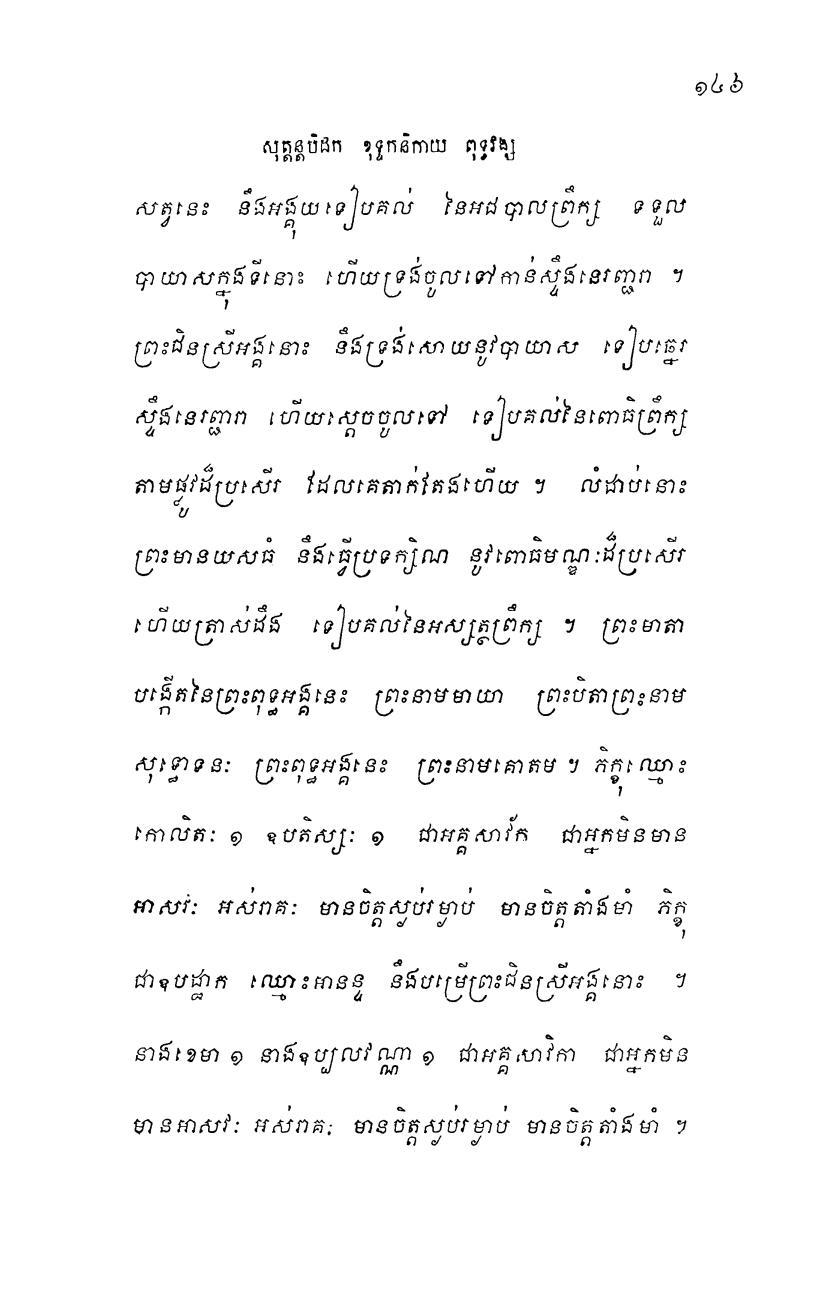 ១៤៦
សុត្តន្តបិដក ខុទ្ទកនិកាយ ពុទ្ធវង្ស
សត្វនេះ នឹងអង្គុយទៀបគល់ នៃអជបាលព្រឹក្ស ទទួល
បាយាសក្នុងទីនោះ ហើយទ្រង់ចូលទៅកាន់ស្ទឹងនេរញ្ជរា ។
ព្រះជិនស្រីអង្គនោះ នឹងទ្រង់សោយនូវបាយាស ទៀបឆ្នេរ
ស្ទឹងនេរញ្ជរា ហើយស្តេចចូលទៅ ទៀបគល់នៃពោធិព្រឹក្ស
តាមផ្លូវដ៏ប្រសើរ ដែលគេតាក់តែងហើយ ។ លំដាប់នោះ
ព្រះមានយសធំ នឹងធ្វើប្រទក្សិណ នូវពោធិមណ្ឌៈដ៏ប្រសើរ
ហើយត្រាស់ដឹង ទៀបគល់នៃអស្សត្ថព្រឹក្ស ។ ព្រះមាតា
បង្កើតនៃព្រះពុទ្ធអង្គនេះ ព្រះនាមមាយា ព្រះបិតាព្រះនាម
សុទ្ធោទនៈ ព្រះពុទ្ធអង្គនេះ ព្រះនាមគោតម ។ ភិក្ខុឈ្មោះ
កោលិតៈ ១ ឧបតិស្សៈ ១ ជាអគ្គសាវ័ក ជាអ្នកមិនមាន
អាសវៈ អស់រាគៈ មានចិត្តស្ងប់រម្ងាប់ មានចិត្តតាំងមាំ ភិក្ខុ
ជាឧបដ្ឋាក ឈ្មោះអានន្ទ នឹងបម្រើព្រះជិនស្រីអង្គនោះ ។
នាងខេមា ១ នាងឧប្បលវណ្ណា ១ ជាអគ្គសាវិកា ជាអ្នកមិន
មានអាសវៈ អស់រាគៈ មានចិត្តស្ងប់រម្ងាប់ មានចិត្តតាំងមាំ ។